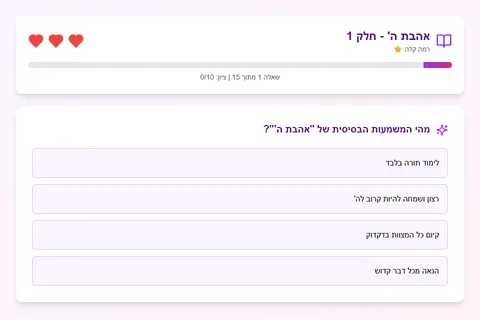 אהבת ה' - חלק 1
רמה קלה
שאלה 1 מתוך 15 | ציון: 0/10
מהי המשמעות הבסיסית של "אהבת ה'"?
לימוד תורה בלבד
רצון ושמחה להיות קרוב לה'
קיום כל המצוות בדקדוק
הנאה מכל דבר קדוש